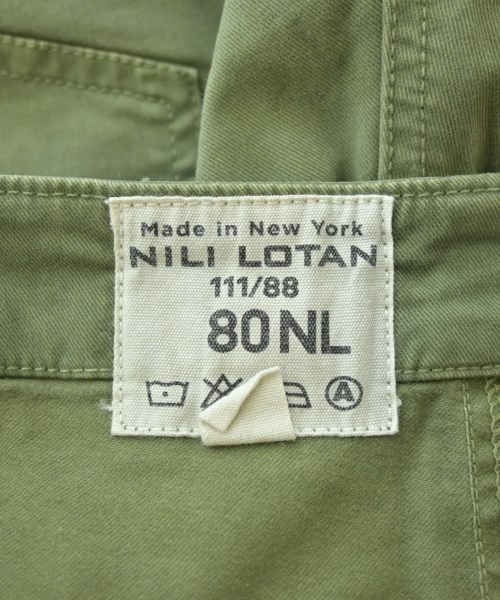 Made in New York
NILI LOTAN
111/88
80NL
A